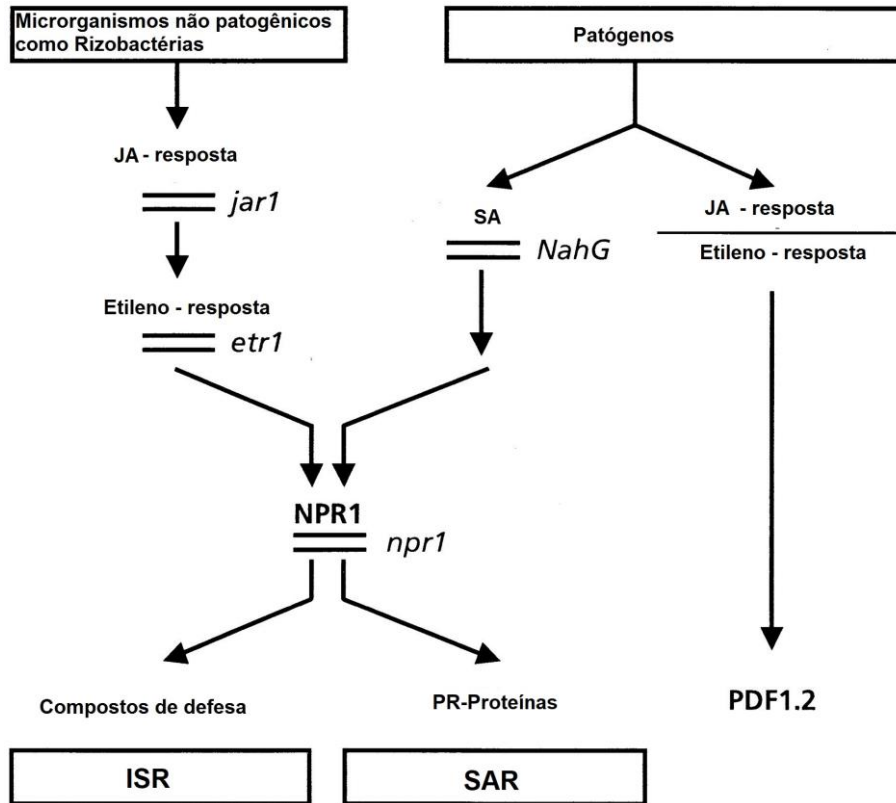 Microrganismos não patogênicos
como Rizobactérias
Patógenos
JA - resposta
jar1
Etileno - resposta
etr1
SA
NahG
JA - resposta
Etileno - resposta
NPR1
npr1
Compostos de defesa
PR-Proteínas
PDF1.2
ISR
SAR